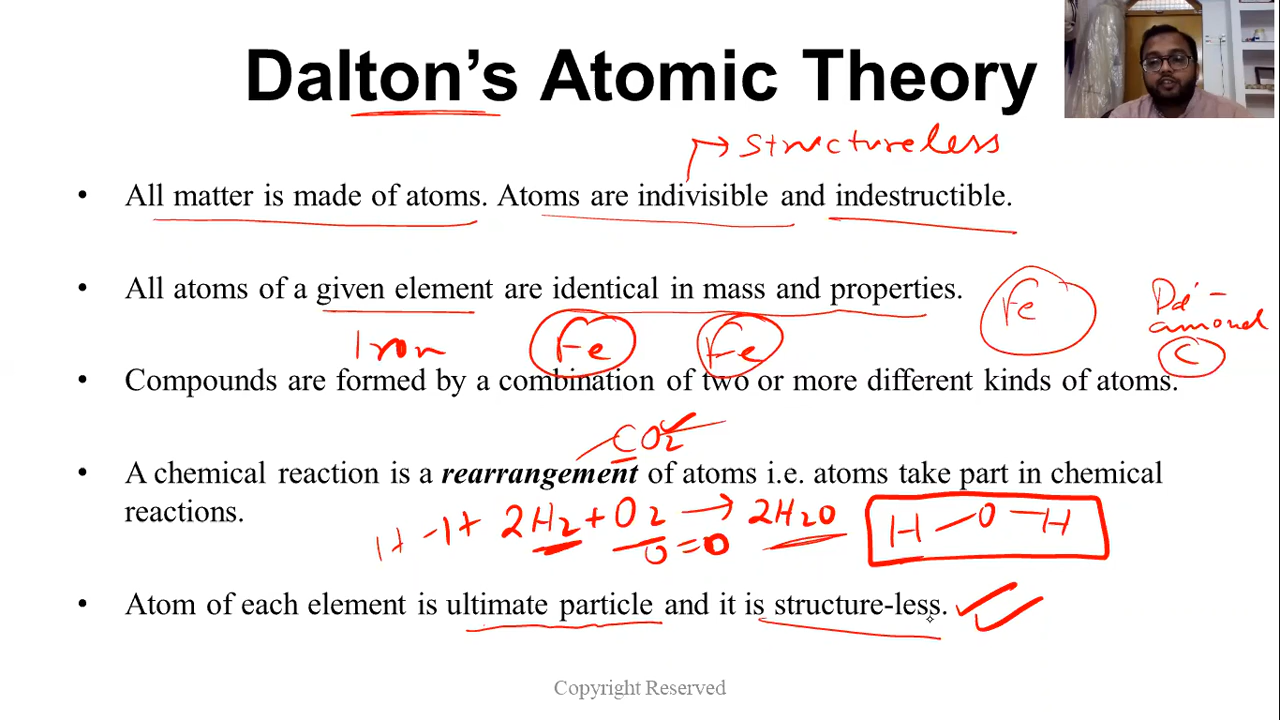 Dalton's Atomic Theory
structureless
• All matter is made of atoms. Atoms are indivisible and indestructible.
• All atoms of a given element are identical in mass and properties.
Fe
Di-
amond
C
Iron Fe Fe
• Compounds are formed by a combination of two or more different kinds of atoms.
CO2
• A chemical reaction is a rearrangement of atoms i.e. atoms take part in chemical
reactions.
H-H 2H2 + O2 → 2H2O H-O-H
O=O
• Atom of each element is ultimate particle and it is structure-less.
Copyright Reserved